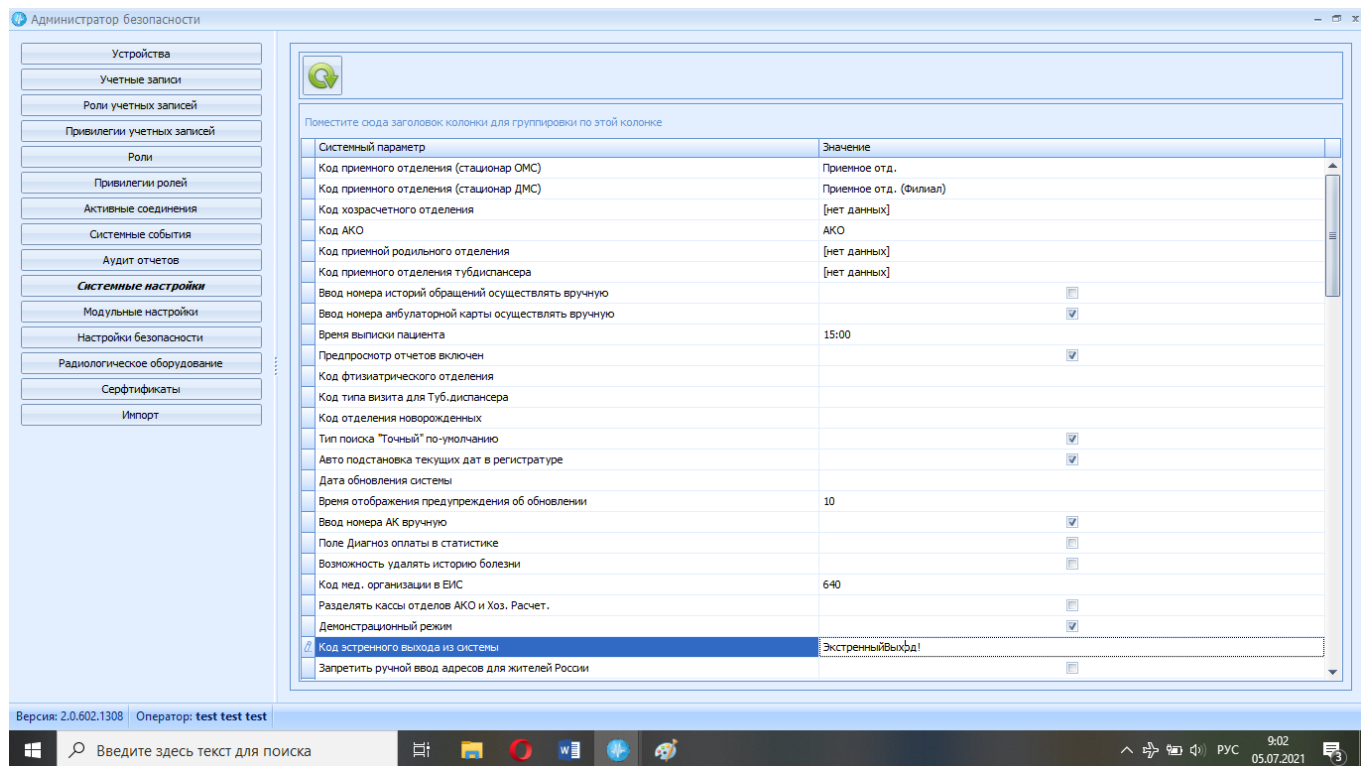 Администратор безопасности
Устройства
Учетные записи
Роли учетных записей
Привилегии учетных записей
Роли
Привилегии ролей
Активные соединения
Системные события
Аудит отчетов
Системные настройки
Модульные настройки
Настройки безопасности
Радиологическое оборудование
Серфтификаты
Импорт
Поместите сюда заголовок колонки для группировки по этой колонке
Системный параметр Значение
Код приемного отделения (стационар ОМС) Приемное отд.
Код приемного отделения (стационар ДМС) Приемное отд. (Филиал)
Код хозрасчетного отделения [нет данных]
Код АКО АКО
Код приемной родильного отделения [нет данных]
Код приемного отделения тубдиспансера [нет данных]
Ввод номера историй обращений осуществлять вручную
Ввод номера амбулаторной карты осуществлять вручную
Время выписки пациента 15:00
Предпросмотр отчетов включен
Код фтизиатрического отделения
Код типа визита для Туб.диспансера
Код отделения новорожденных
Тип поиска "Точный" по-умолчанию
Авто подстановка текущих дат в регистратуре
Дата обновления системы
Время отображения предупреждения об обновлении 10
Ввод номера АК вручную
Поле Диагноз оплаты в статистике
Возможность удалять историю болезни
Код мед. организации в ЕИС 640
Разделять кассы отделов АКО и Хоз. Расчет.
Демонстрационный режим
Код эстренного выхода из системы ЭкстренныйВыход!
Запретить ручной ввод адресов для жителей России
Версия: 2.0.602.1308 Оператор: test test test
Введите здесь текст для поиска
РУС
9:02
05.07.2021
3